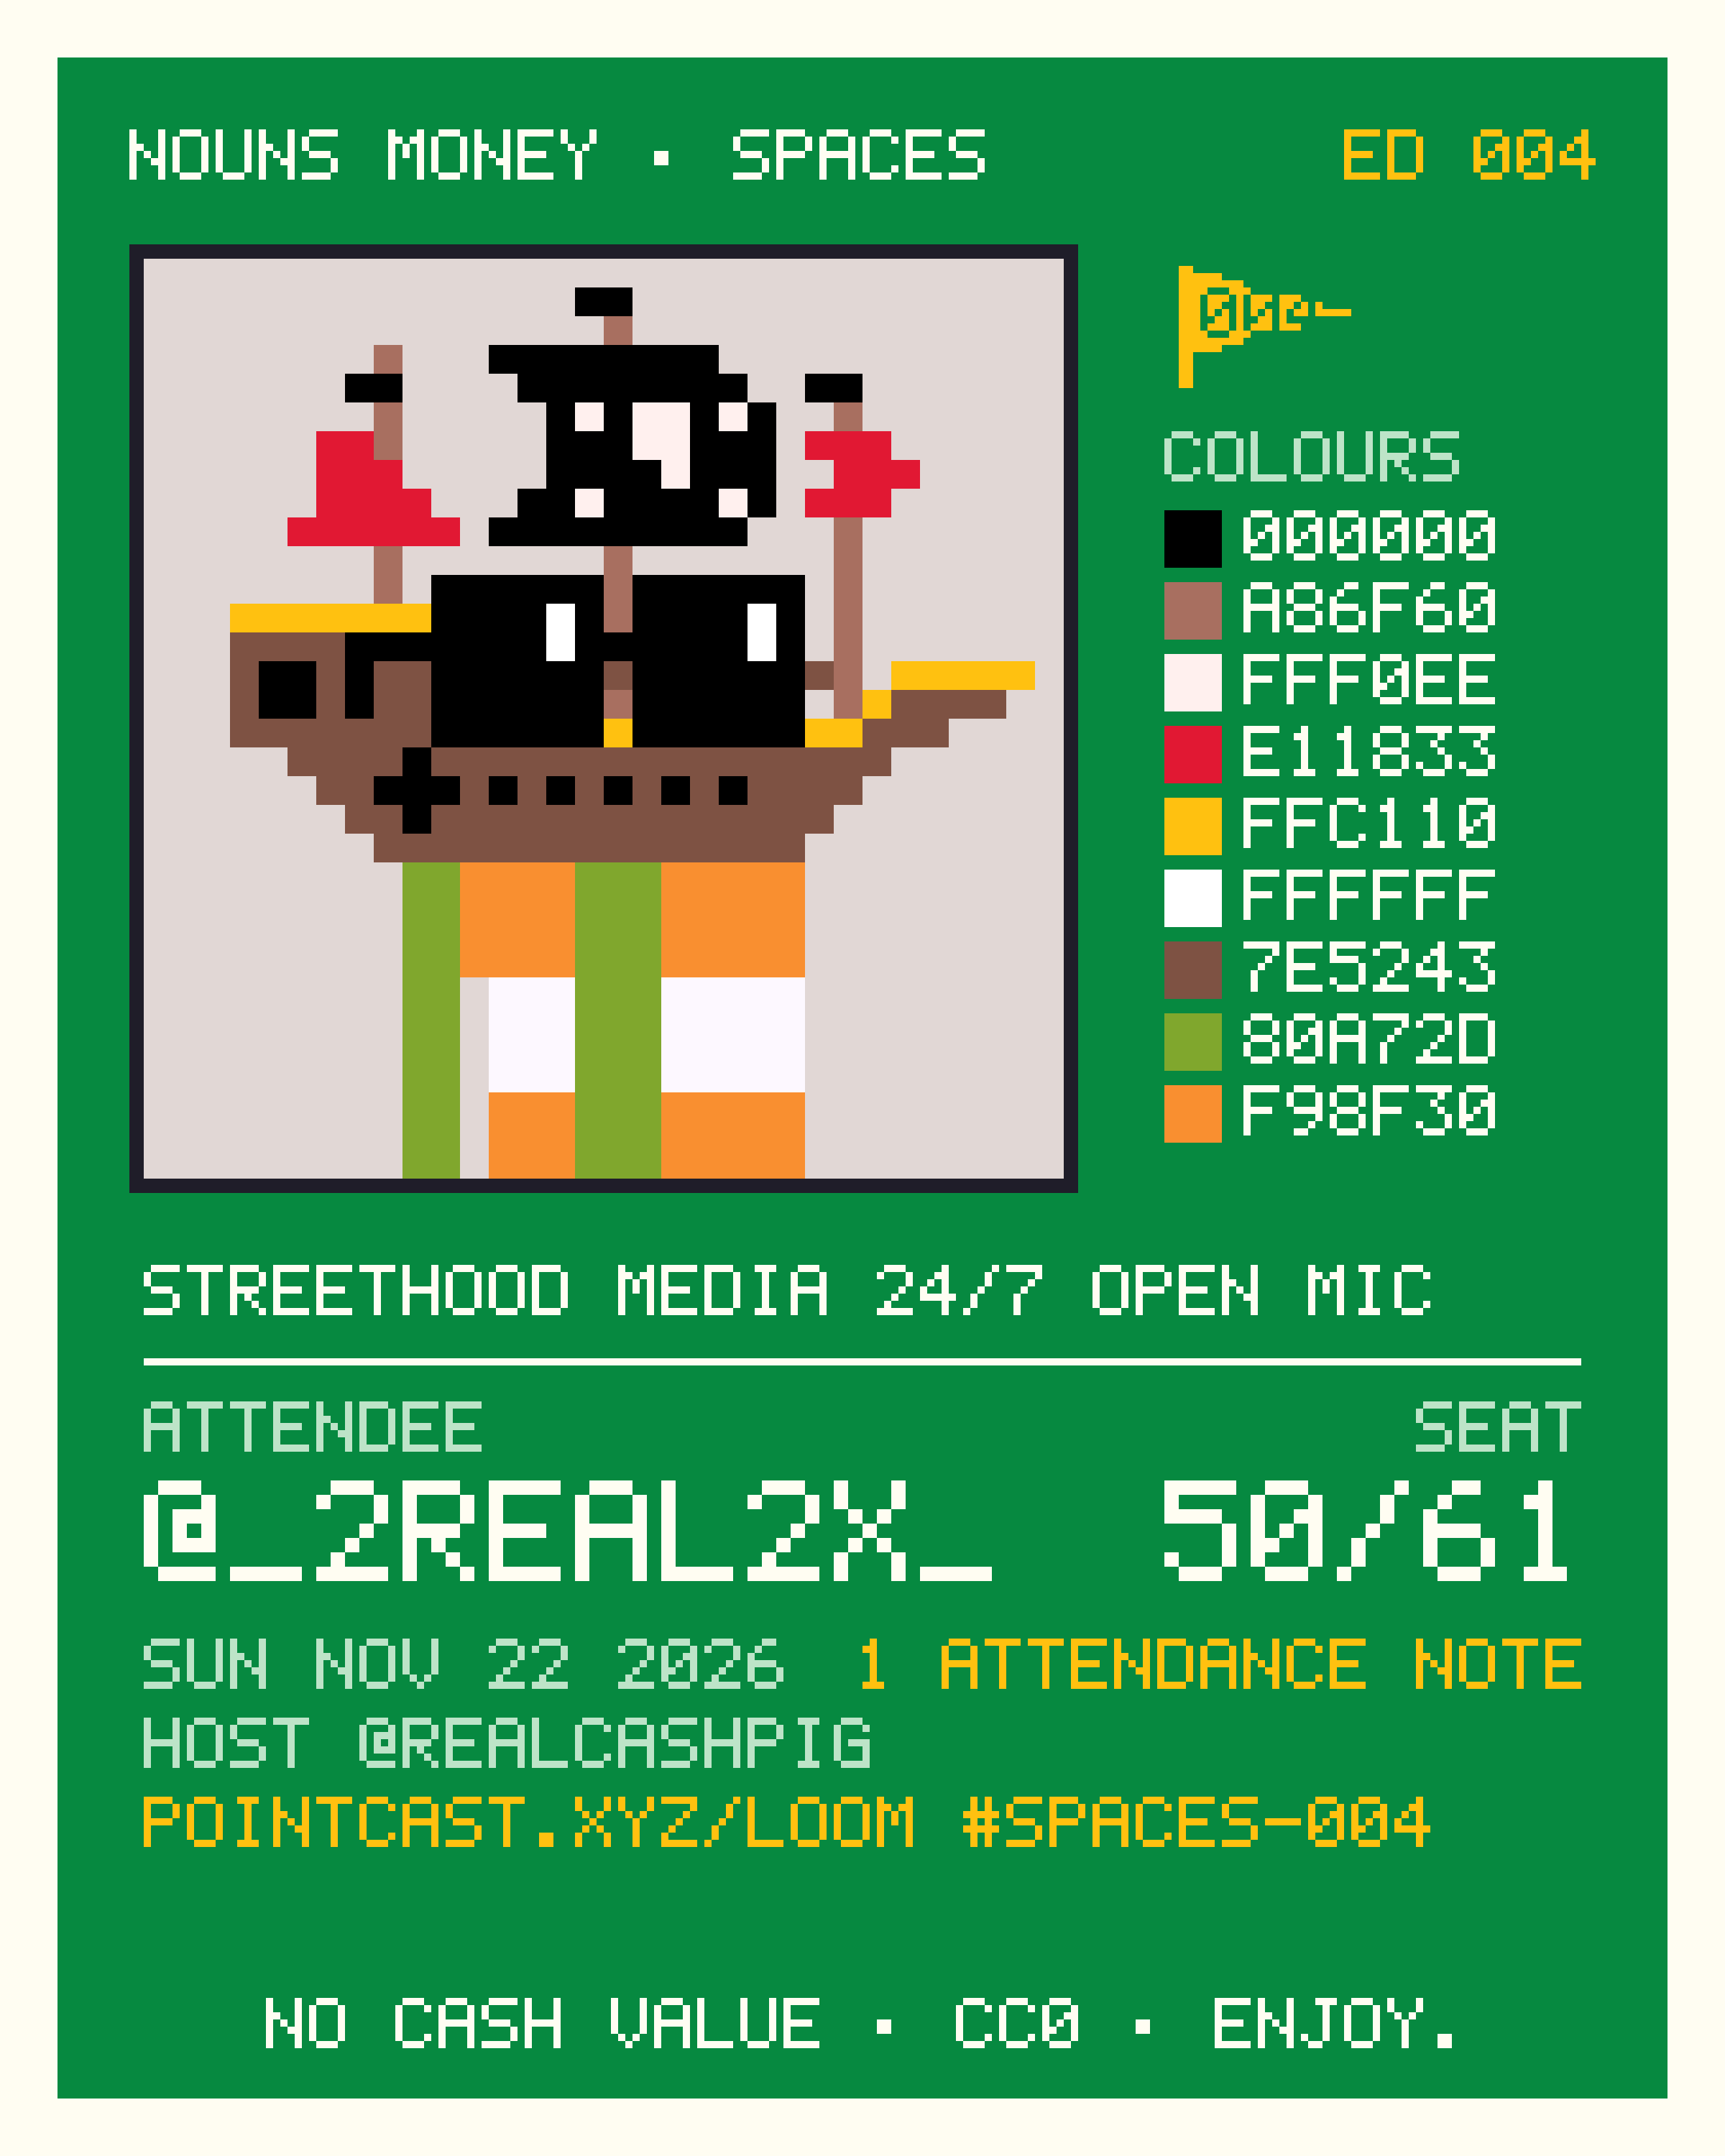 NOUNS MONEY · SPACES
ED 004
COLOURS
000000
A86F60
FFF0EE
E11833
FFC110
FFFFFF
7E5243
80A72D
F98F30
STREETHOOD MEDIA 24/7 OPEN MIC
ATTENDEE SEAT
@_2REAL2X_ 50/61
SUN NOV 22 2026 1 ATTENDANCE NOTE
HOST @REALCASHPIG
POINTCAST.XYZ/LOOM #SPACES-004
NO CASH VALUE · CC0 · ENJOY.